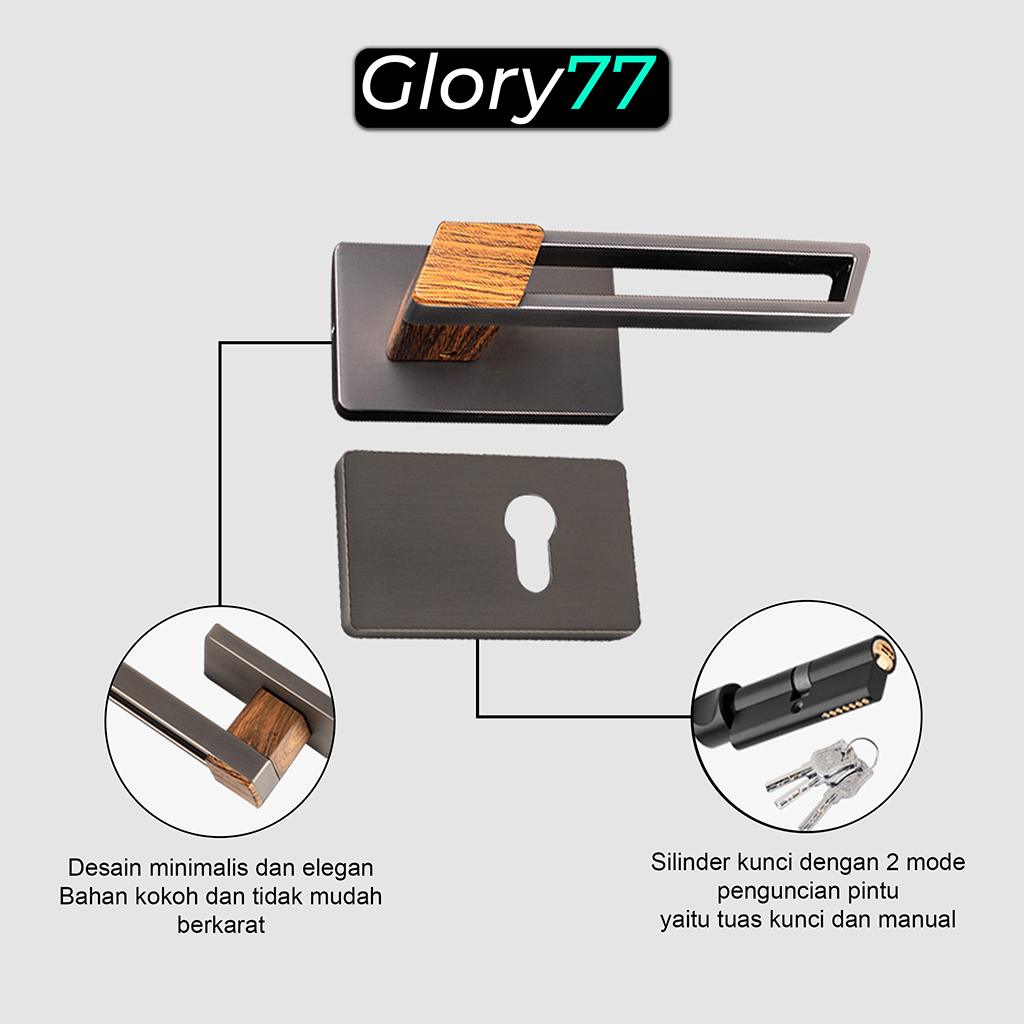 Glory77
Desain minimalis dan elegan
Bahan kokoh dan tidak mudah
berkarat
Silinder kunci dengan 2 mode
penguncian pintu
yaitu tuas kunci dan manual